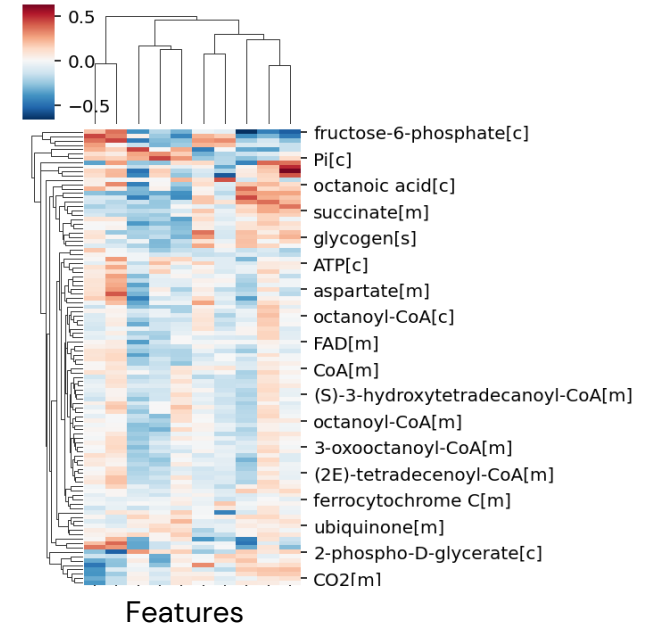 0.5
0.0
−0.5
fructose-6-phosphate[c]
Pi[c]
octanoic acid[c]
succinate[m]
glycogen[s]
ATP[c]
aspartate[m]
octanoyl-CoA[c]
FAD[m]
CoA[m]
(S)-3-hydroxytetradecanoyl-CoA[m]
octanoyl-CoA[m]
3-oxooctanoyl-CoA[m]
(2E)-tetradecenoyl-CoA[m]
ferrocytochrome C[m]
ubiquinone[m]
2-phospho-D-glycerate[c]
CO2[m]
Features